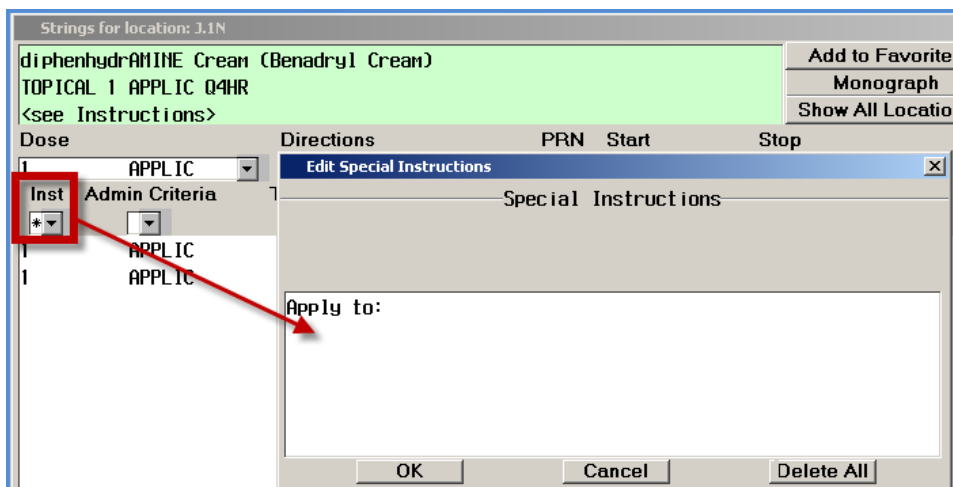 Strings for location: J.1N
diphenhydrAMINE Cream (Benadryl Cream)
TOPICAL 1 APPLIC Q4HR
<see Instructions>
Add to Favorite
Monograph
Show All Locatio
Dose Directions PRN Start Stop
1 APPLIC
Inst Admin Criteria T
*
1 APPLIC
1 APPLIC
Edit Special Instructions
Special Instructions
Apply to:
OK Cancel Delete All